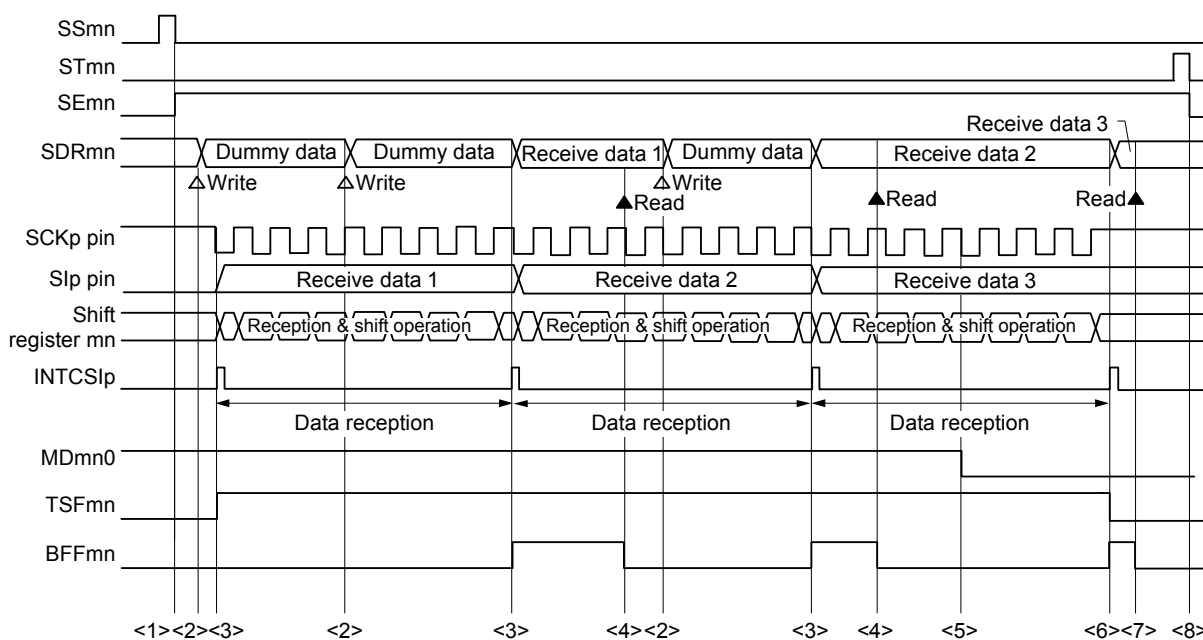 SSmn
STmn
SEmn
Receive data 3
SDRmn Dummy data Dummy data Receive data 1 Dummy data Receive data 2
Write Write Write
Read Read Read
SCKp pin
SIp pin Receive data 1 Receive data 2 Receive data 3
Shift
register mn Reception & shift operation Reception & shift operation Reception & shift operation
INTCSIp
Data reception Data reception Data reception
MDmn0
TSFmn
BFFmn
<1> <2> <3> <2> <3> <4> <2> <3> <4> <5> <6> <7> <8>